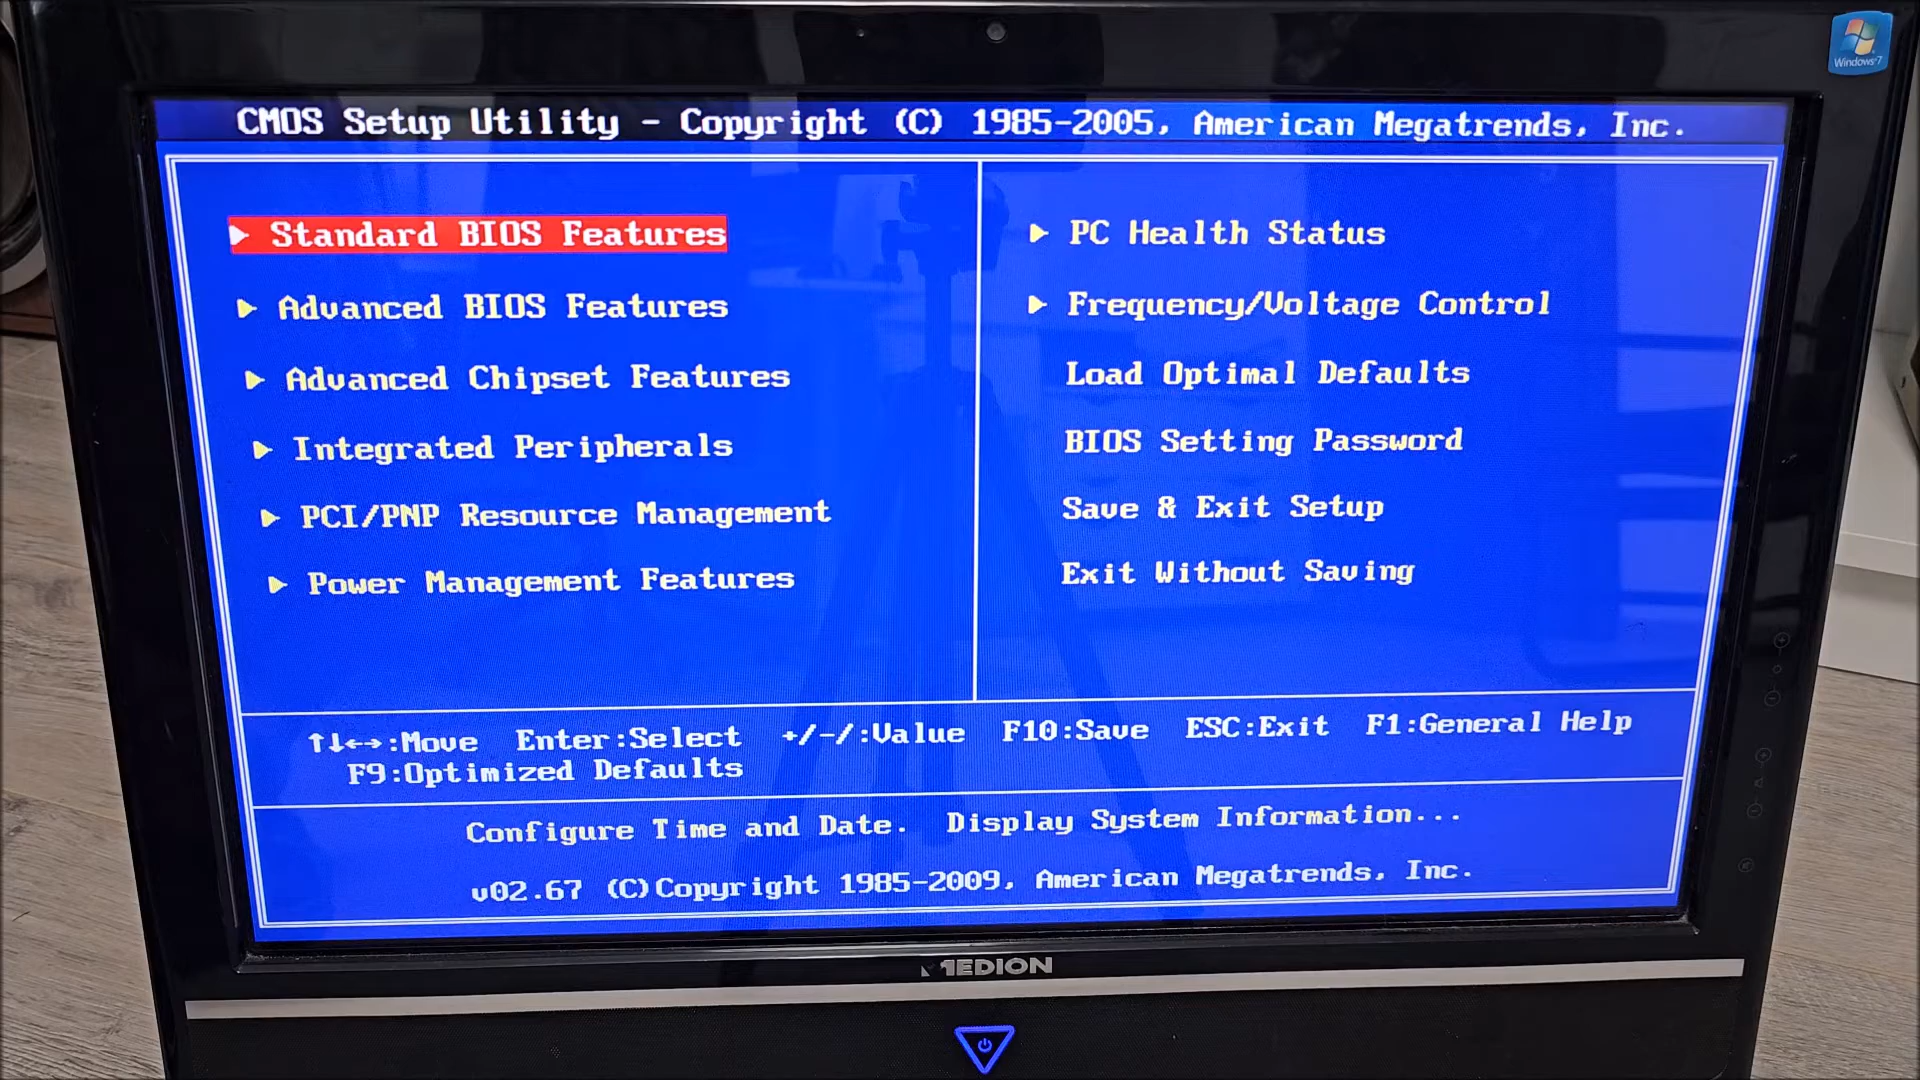 Windows 7
CMOS Setup Utility - Copyright (C) 1985-2005, American Megatrends, Inc.
Standard BIOS Features
Advanced BIOS Features
Advanced Chipset Features
Integrated Peripherals
PCI/PNP Resource Management
Power Management Features
PC Health Status
Frequency/Voltage Control
Load Optimal Defaults
BIOS Setting Password
Save & Exit Setup
Exit Without Saving
↑↓←→:Move Enter:Select +/-/:Value F10:Save ESC:Exit F1:General Help
F9:Optimized Defaults
Configure Time and Date. Display System Information...
v02.67 (C)Copyright 1985-2009, American Megatrends, Inc.
MEDION